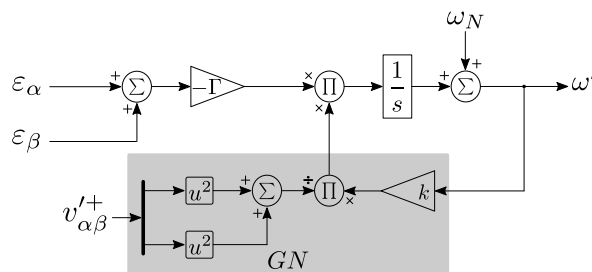 ω_N
ε_α + Σ −Γ × Π 1/s + + Σ ω'
+ ×
ε_β
v'^+_αβ u² + Σ ÷ Π × k
u² +
GN